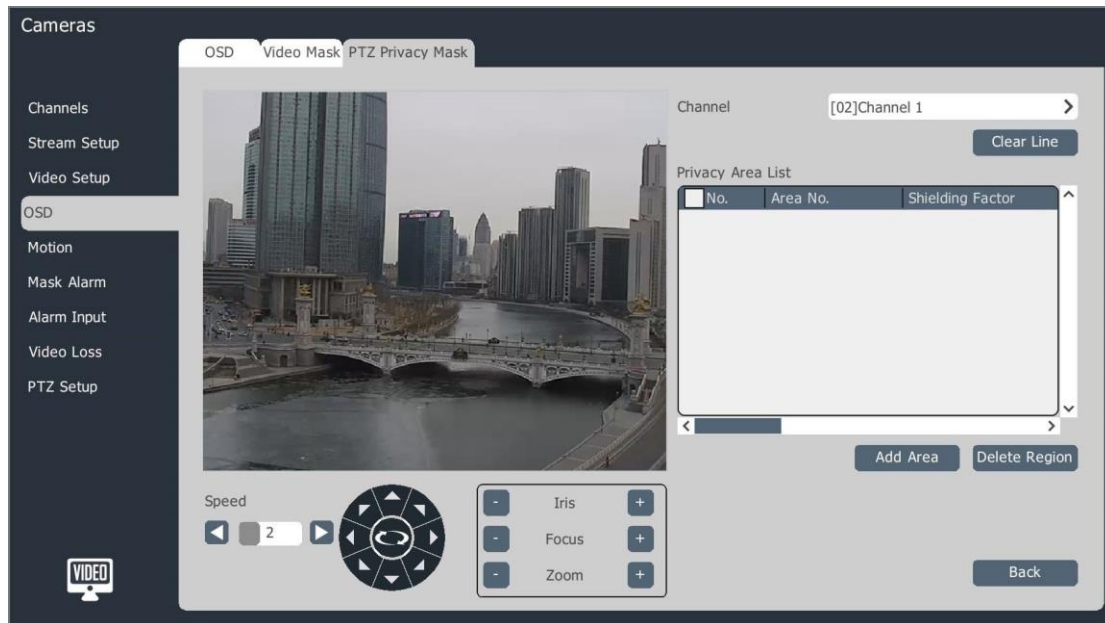 Cameras
OSD Video Mask PTZ Privacy Mask
Channels
Stream Setup
Video Setup
OSD
Motion
Mask Alarm
Alarm Input
Video Loss
PTZ Setup
VIDEO
Channel [02]Channel 1
Clear Line
Privacy Area List
No. Area No. Shielding Factor
Add Area Delete Region
Speed
2
- Iris +
- Focus +
- Zoom +
Back